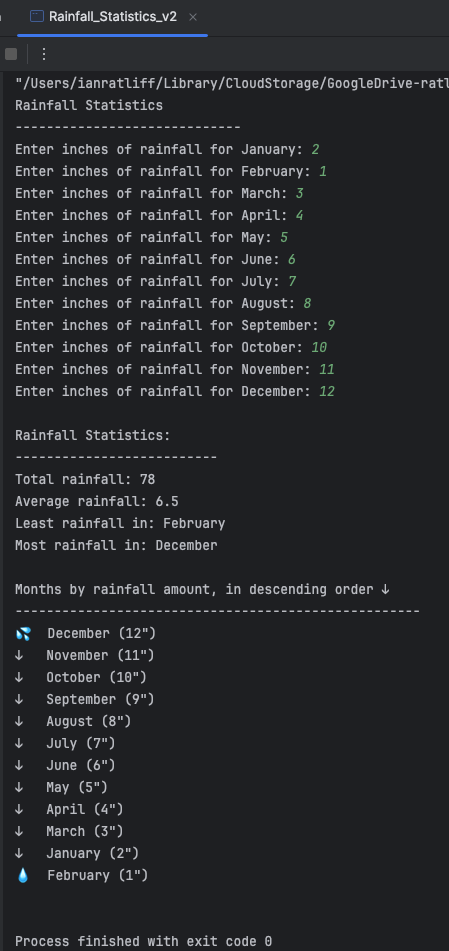 Rainfall_Statistics_v2
"/Users/ianratliff/Library/CloudStorage/GoogleDrive-ratl
Rainfall Statistics
-----------------------------
Enter inches of rainfall for January: 2
Enter inches of rainfall for February: 1
Enter inches of rainfall for March: 3
Enter inches of rainfall for April: 4
Enter inches of rainfall for May: 5
Enter inches of rainfall for June: 6
Enter inches of rainfall for July: 7
Enter inches of rainfall for August: 8
Enter inches of rainfall for September: 9
Enter inches of rainfall for October: 10
Enter inches of rainfall for November: 11
Enter inches of rainfall for December: 12
Rainfall Statistics:
--------------------------
Total rainfall: 78
Average rainfall: 6.5
Least rainfall in: February
Most rainfall in: December
Months by rainfall amount, in descending order ↓
----------------------------------------------------
💦 December (12")
↓ November (11")
↓ October (10")
↓ September (9")
↓ August (8")
↓ July (7")
↓ June (6")
↓ May (5")
↓ April (4")
↓ March (3")
↓ January (2")
💧 February (1")
Process finished with exit code 0